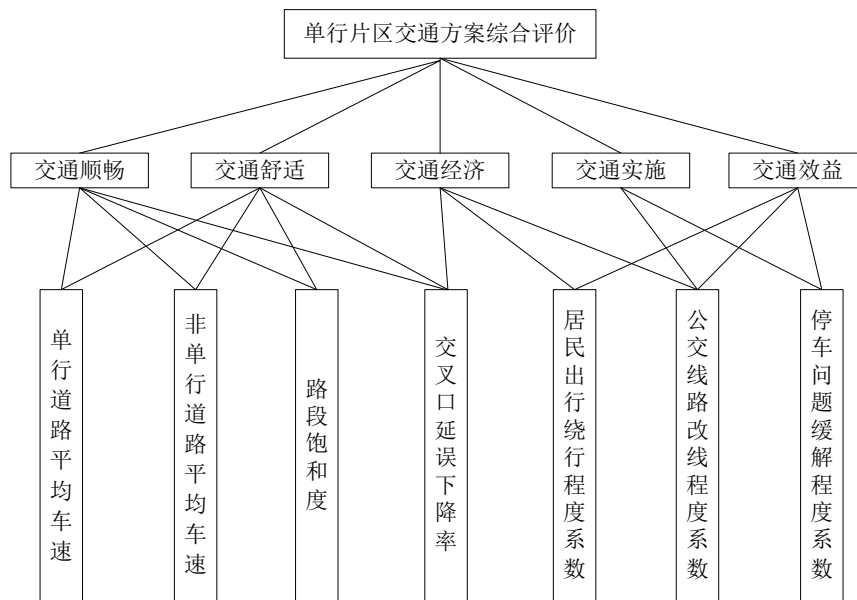 单行片区交通方案综合评价
交通顺畅
交通舒适
交通经济
交通实施
交通效益
单行道路平均车速
非单行道路平均车速
路段饱和度
交叉口延误下降率
居民出行绕行程度系数
公交线路改线程度系数
停车问题缓解程度系数